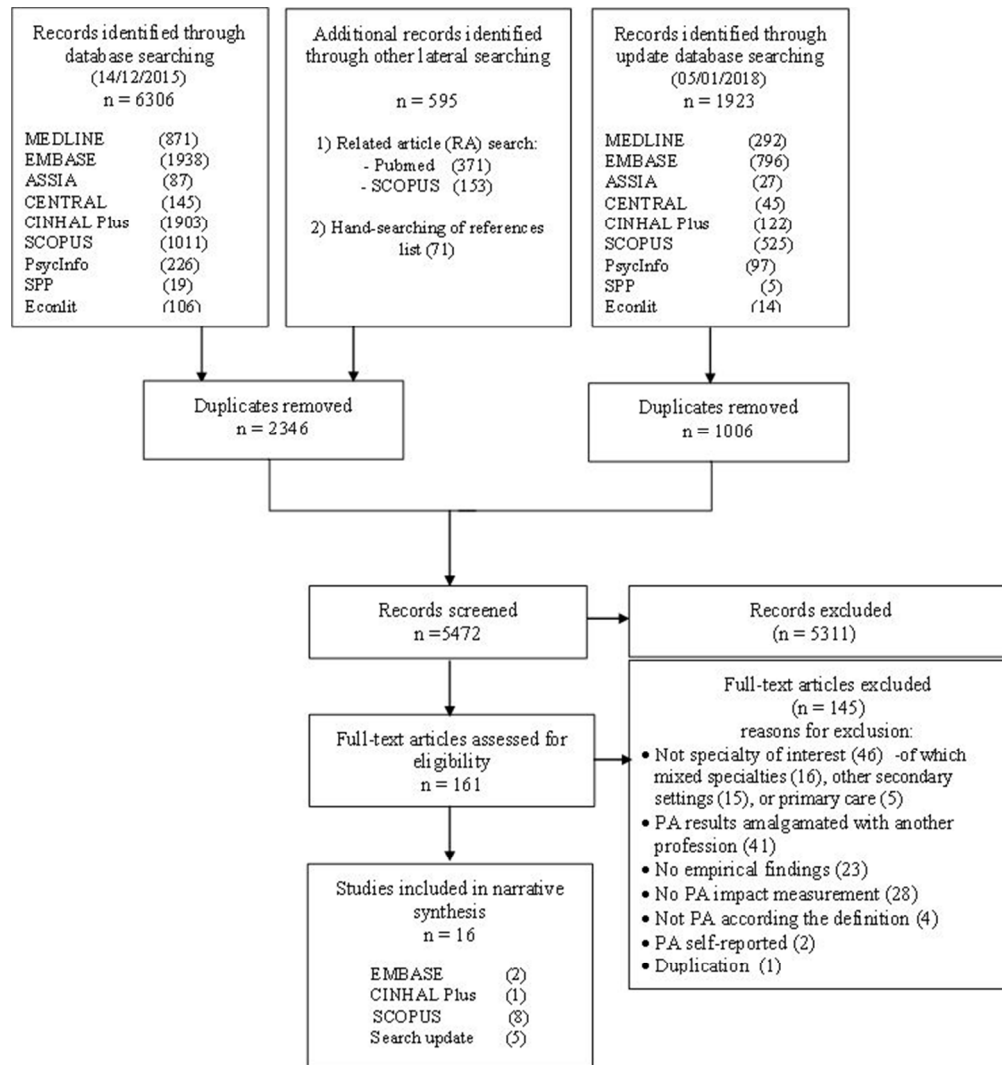 Records identified through
database searching
(14/12/2015)
n = 6306
MEDLINE (871)
EMBASE (1938)
ASSIA (87)
CENTRAL (145)
CINHAL Plus (1903)
SCOPUS (1011)
PsycInfo (226)
SPP (19)
Econlit (106)
Additional records identified
through other lateral searching
n = 595
1) Related article (RA) search:
- Pubmed (371)
- SCOPUS (153)
2) Hand-searching of references
list (71)
Records identified through
update database searching
(05/01/2018)
n = 1923
MEDLINE (292)
EMBASE (796)
ASSIA (27)
CENTRAL (45)
CINHAL Plus (122)
SCOPUS (525)
PsycInfo (97)
SPP (5)
Econlit (14)
Duplicates removed
n = 2346
Duplicates removed
n = 1006
Records screened
n =5472
Records excluded
(n = 5311)
Full-text articles assessed for
eligibility
n = 161
Full-text articles excluded
(n = 145)
reasons for exclusion:
• Not specialty of interest (46) -of which
mixed specialties (16), other secondary
settings (15), or primary care (5)
• PA results amalgamated with another
profession (41)
• No empirical findings (23)
• No PA impact measurement (28)
• Not PA according the definition (4)
• PA self-reported (2)
• Duplication (1)
Studies included in narrative
synthesis
n = 16
EMBASE (2)
CINHAL Plus (1)
SCOPUS (8)
Search update (5)